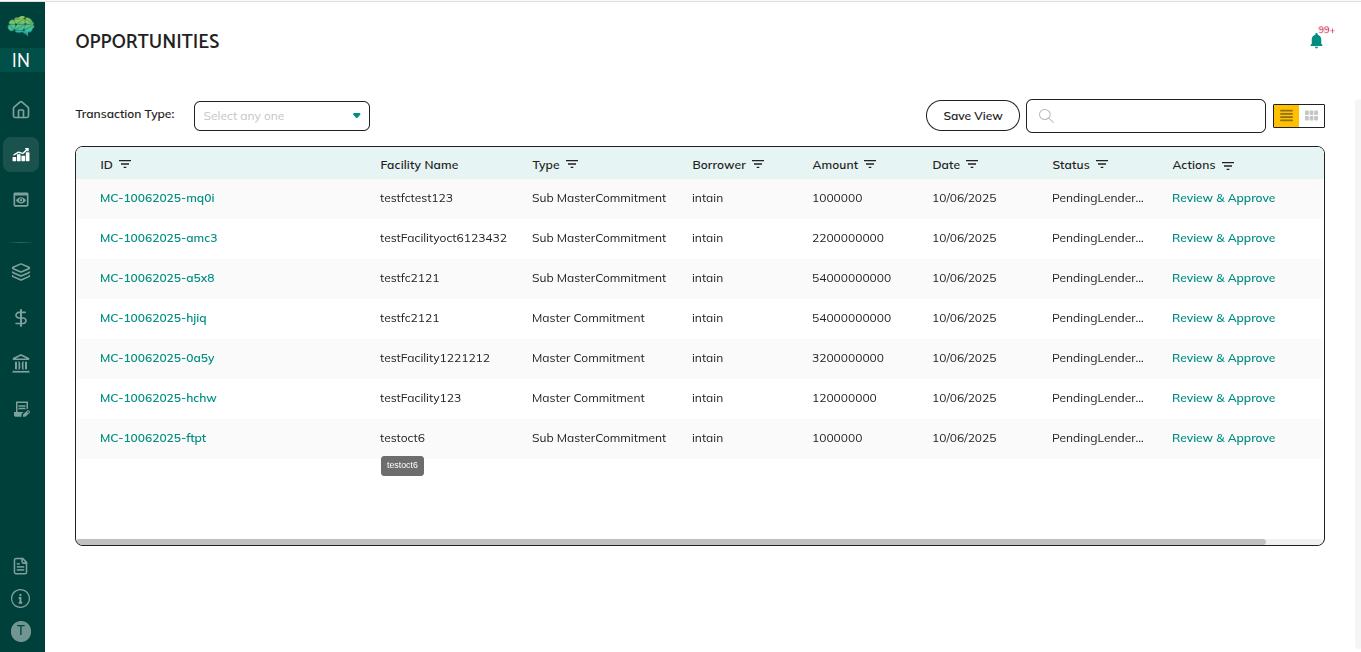 IN
OPPORTUNITIES
99+
Transaction Type: Select any one Save View
ID Facility Name Type Borrower Amount Date Status Actions
MC-10062025-mq0i testfctest123 Sub MasterCommitment intain 1000000 10/06/2025 PendingLender... Review & Approve
MC-10062025-amc3 testFacilityoct6123432 Sub MasterCommitment intain 2200000000 10/06/2025 PendingLender... Review & Approve
MC-10062025-a5x8 testfc2121 Sub MasterCommitment intain 54000000000 10/06/2025 PendingLender... Review & Approve
MC-10062025-hjiq testfc2121 Master Commitment intain 54000000000 10/06/2025 PendingLender... Review & Approve
MC-10062025-0a5y testFacility1221212 Master Commitment intain 3200000000 10/06/2025 PendingLender... Review & Approve
MC-10062025-hchw testFacility123 Master Commitment intain 120000000 10/06/2025 PendingLender... Review & Approve
MC-10062025-ftpt testoct6 Sub MasterCommitment intain 1000000 10/06/2025 PendingLender... Review & Approve
testoct6
T